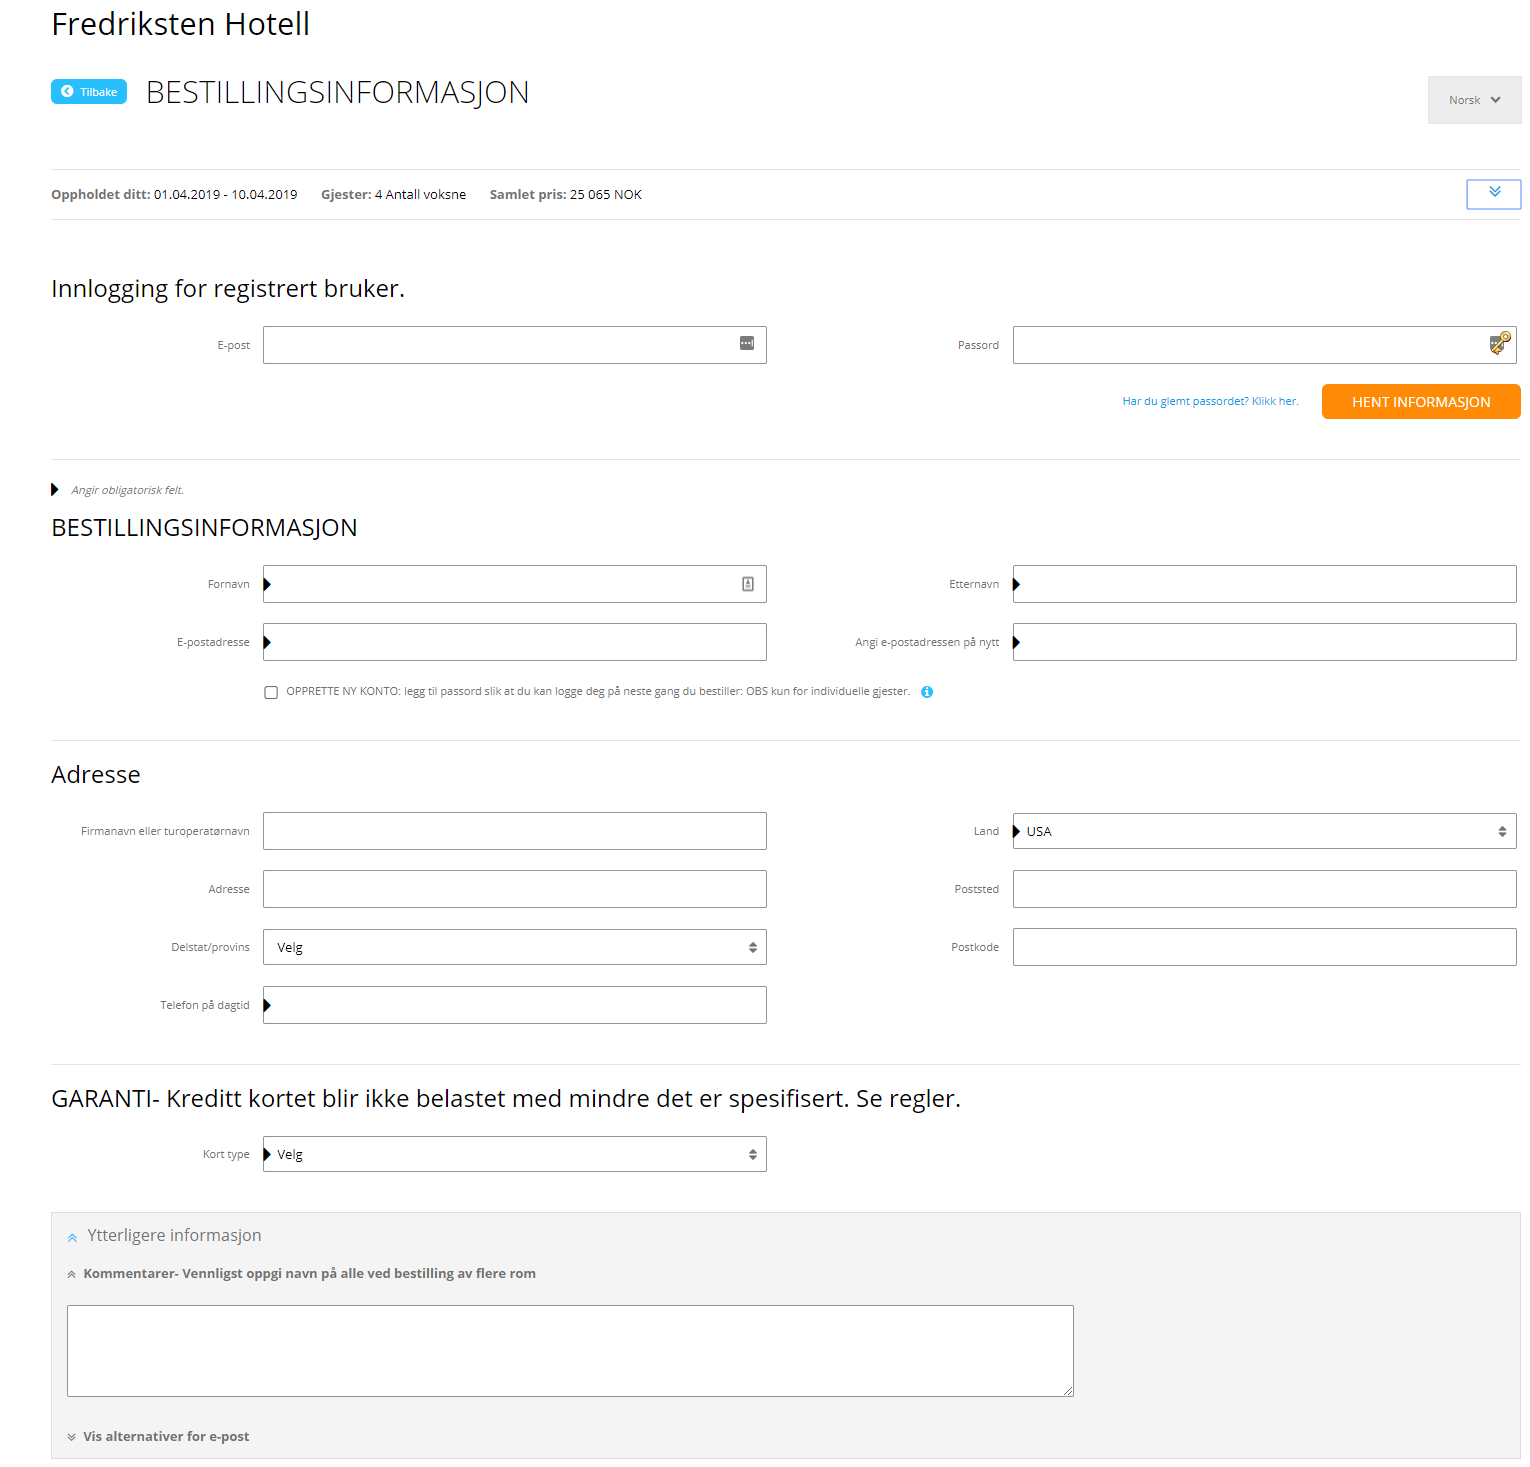 Fredriksten Hotell
Tilbake BESTILLINGSINFORMASJON
Norsk
Oppholdet ditt: 01.04.2019 - 10.04.2019 Gjester: 4 Antall voksne Samlet pris: 25 065 NOK
Innlogging for registrert bruker.
E-post Passord
Har du glemt passordet? Klikk her. HENT INFORMASJON
Angir obligatorisk felt.
BESTILLINGSINFORMASJON
Fornavn Etternavn
E-postadresse Angi e-postadressen på nytt
OPPRETTE NY KONTO: legg til passord slik at du kan logge deg på neste gang du bestiller: OBS kun for individuelle gjester.
Adresse
Firmanavn eller turoperatørnavn Land USA
Adresse Poststed
Delstat/provins Velg Postkode
Telefon på dagtid
GARANTI- Kreditt kortet blir ikke belastet med mindre det er spesifisert. Se regler.
Kort type Velg
Ytterligere informasjon
Kommentarer- Vennligst oppgi navn på alle ved bestilling av flere rom
Vis alternativer for e-post